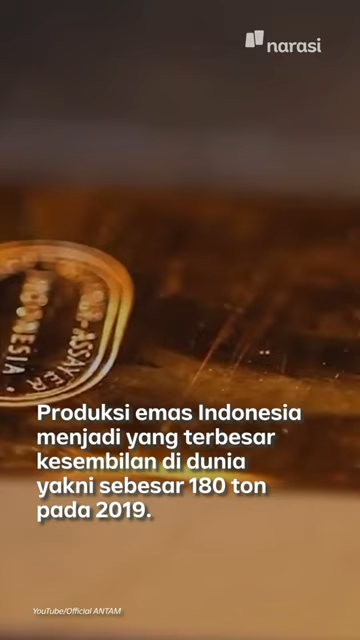 narasi
INDONESIA
Produksi emas Indonesia
menjadi yang terbesar
kesembilan di dunia
yakni sebesar 180 ton
pada 2019.
YouTube/Official ANTAM